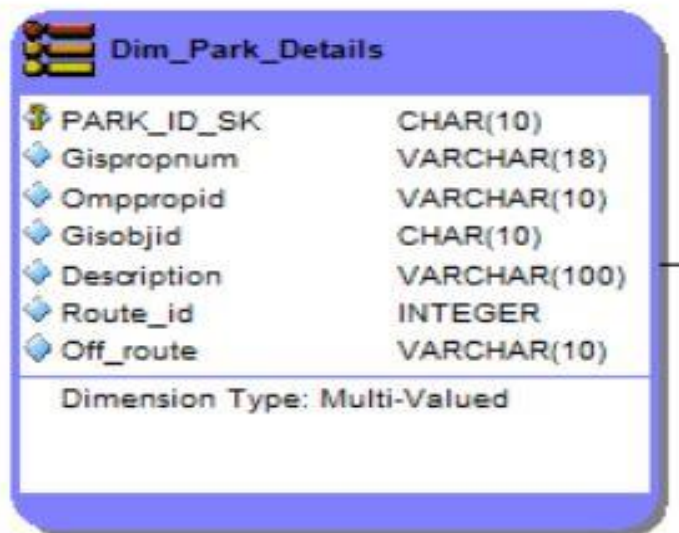 Dim_Park_Details
PARK_ID_SK CHAR(10)
Gispropnum VARCHAR(18)
Omppropid VARCHAR(10)
Gisobjid CHAR(10)
Description VARCHAR(100)
Route_id INTEGER
Off_route VARCHAR(10)
Dimension Type: Multi-Valued